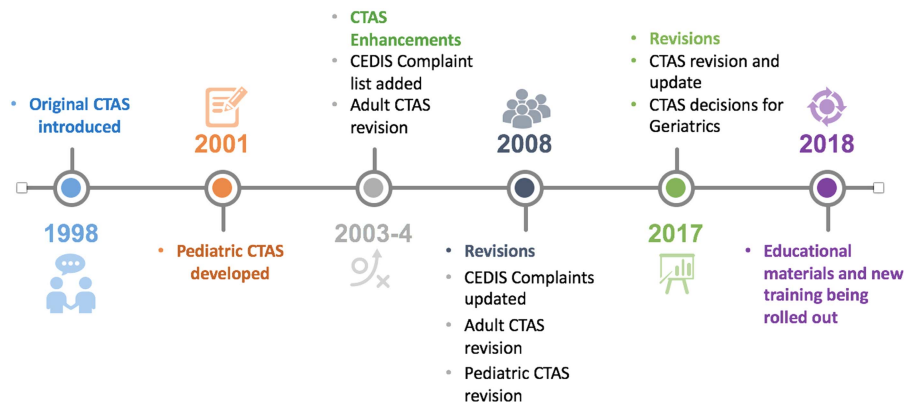 • Original CTAS
introduced
1998
2001
• Pediatric CTAS
developed
• CTAS
Enhancements
• CEDIS Complaint
list added
• Adult CTAS
revision
2003-4
2008
• Revisions
• CEDIS Complaints
updated
• Adult CTAS
revision
• Pediatric CTAS
revision
• Revisions
• CTAS revision and
update
• CTAS decisions for
Geriatrics
2017
2018
• Educational
materials and new
training being
rolled out